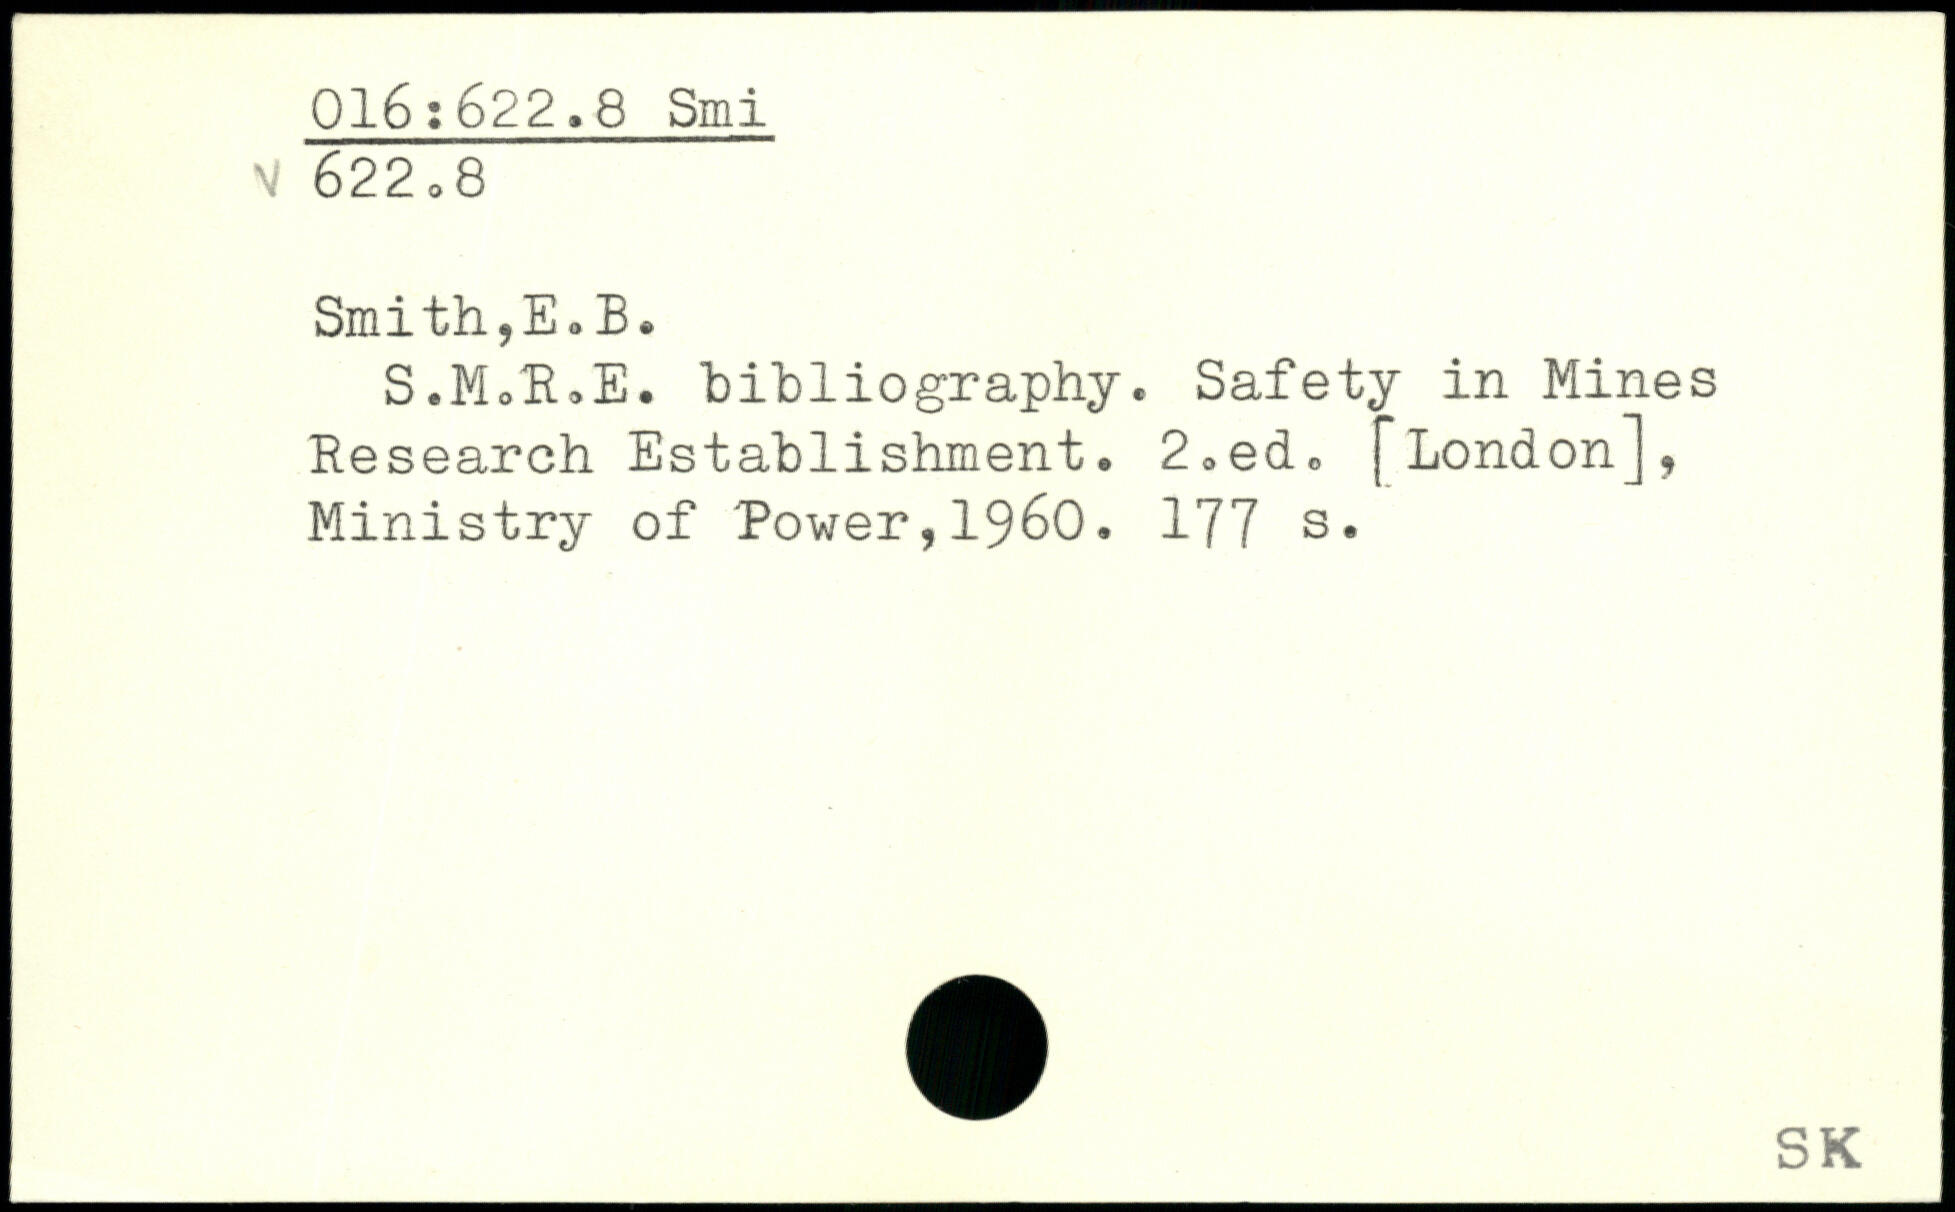 016:622.8 Smi
v 622.8
Smith,E.B.
S.M.R.E. bibliography. Safety in Mines
Research Establishment. 2.ed. [London],
Ministry of Power,1960. 177 s.
SK